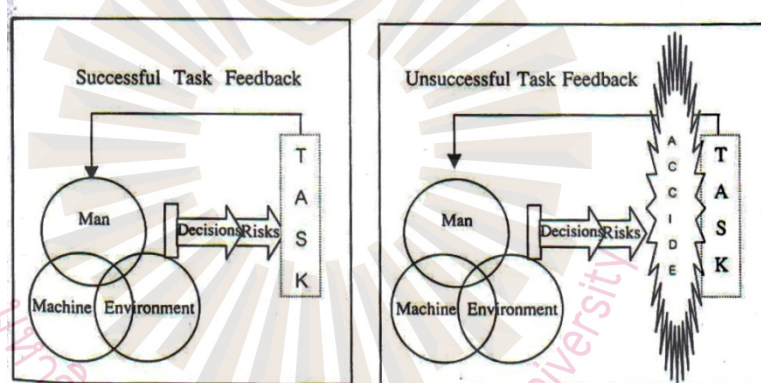 Successful Task Feedback
T
A
S
K
Man
Decisions Risks
Machine Environment
Unsuccessful Task Feedback
A
C
C
I
D
E
T
A
S
K
Man
Decisions Risks
Machine Environment